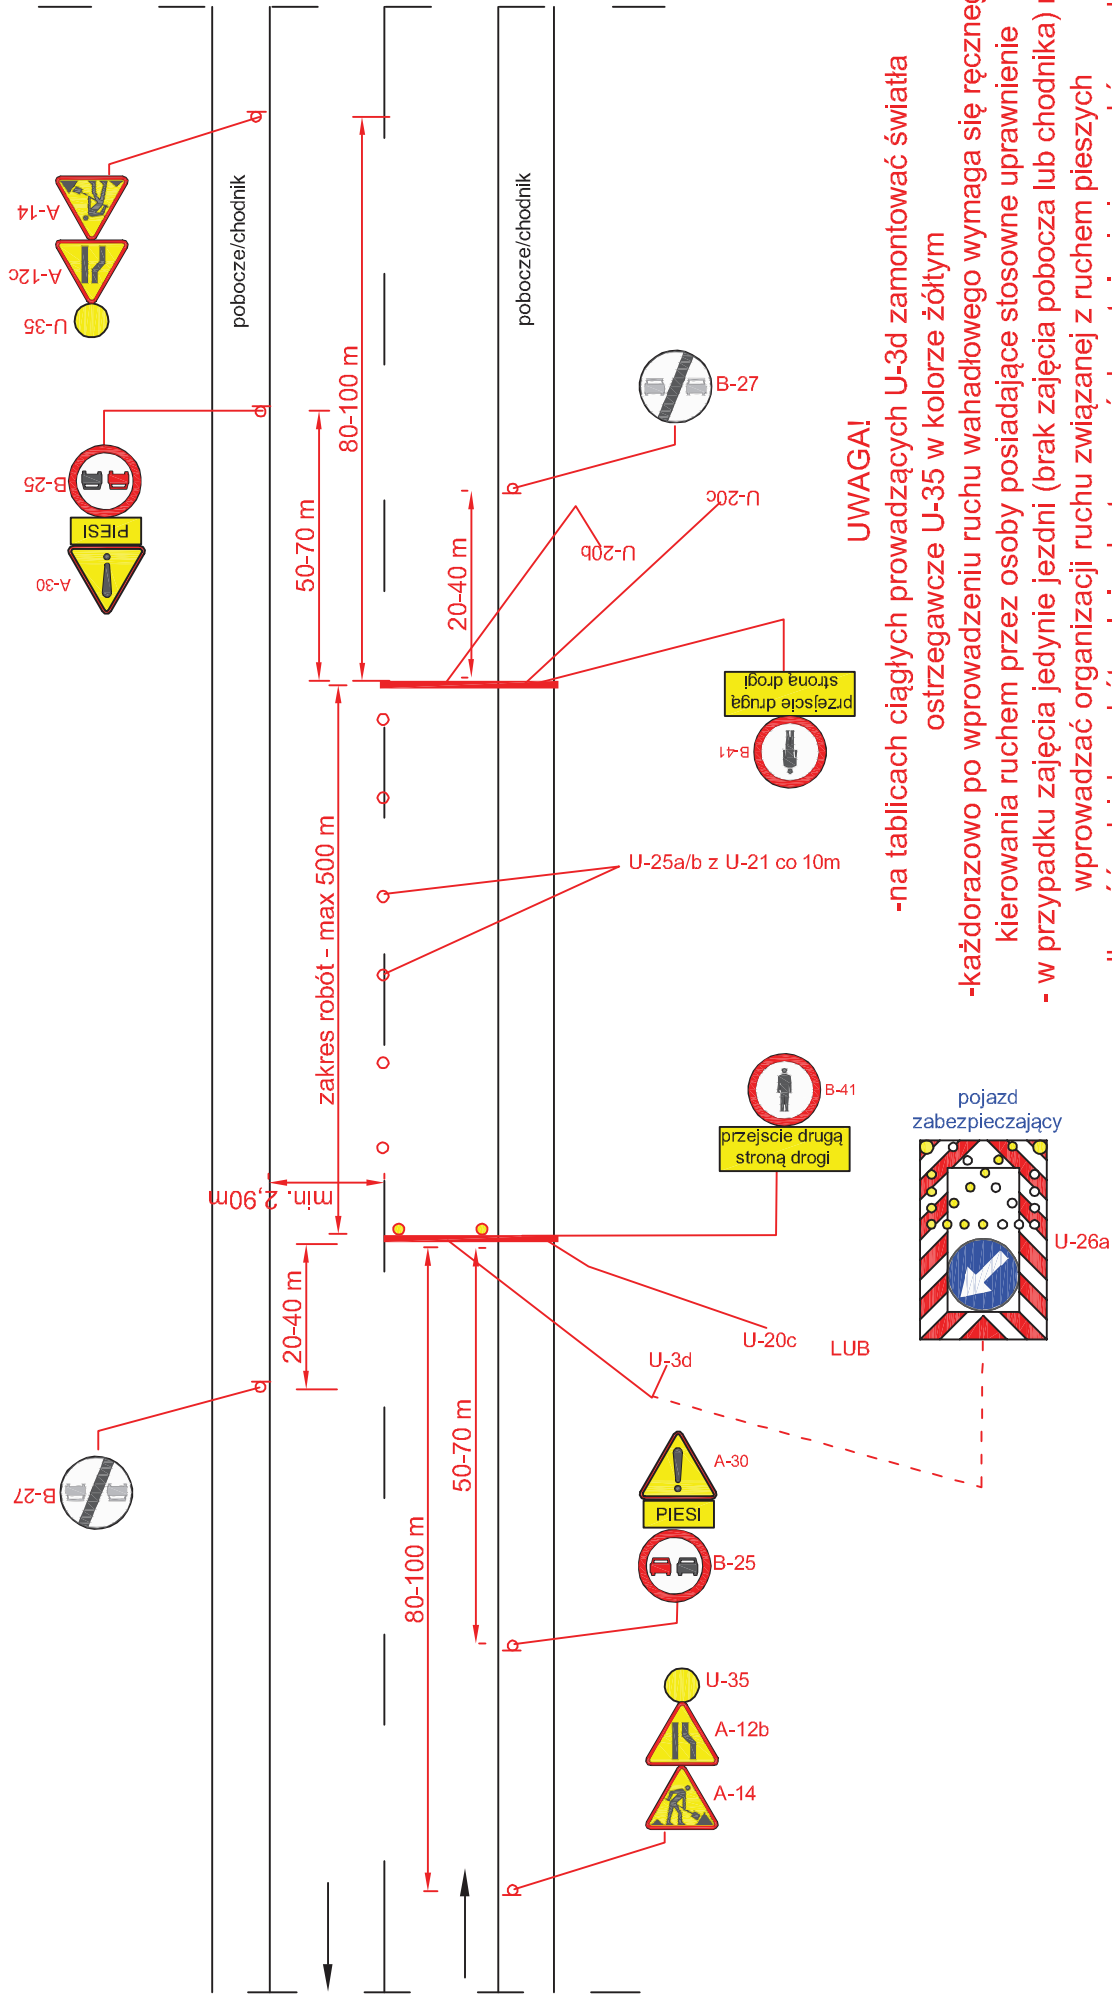 A-14
A-12c
U-35
B-25
PIESI
A-30
pobocze/chodnik
pobocze/chodnik
80-100 m
50-70 m
20-40 m
B-27
U-20b
U-20c
przejscie drugą
stroną drogi
B-41
zakres robót - max 500 m
U-25a/b z U-21 co 10m
min. 2,90m
B-41
przejscie drugą
stroną drogi
pojazd
zabezpieczający
U-26a
20-40 m
U-20c
LUB
U-3d
B-27
80-100 m
50-70 m
A-30
PIESI
B-25
U-35
A-12b
A-14
UWAGA!
-na tablicach ciągłych prowadzących U-3d zamontować światła
ostrzegawcze U-35 w kolorze żółtym
-każdorazowo po wprowadzeniu ruchu wahadłowego wymaga się
kierowania ruchem przez osoby posiadające stosowne uprawnienie
- w przypadku zajęcia jedynie jezdni (brak zajęcia pobocza lub chodnika)
wprowadzać organizacji ruchu związanej z ruchem pieszych